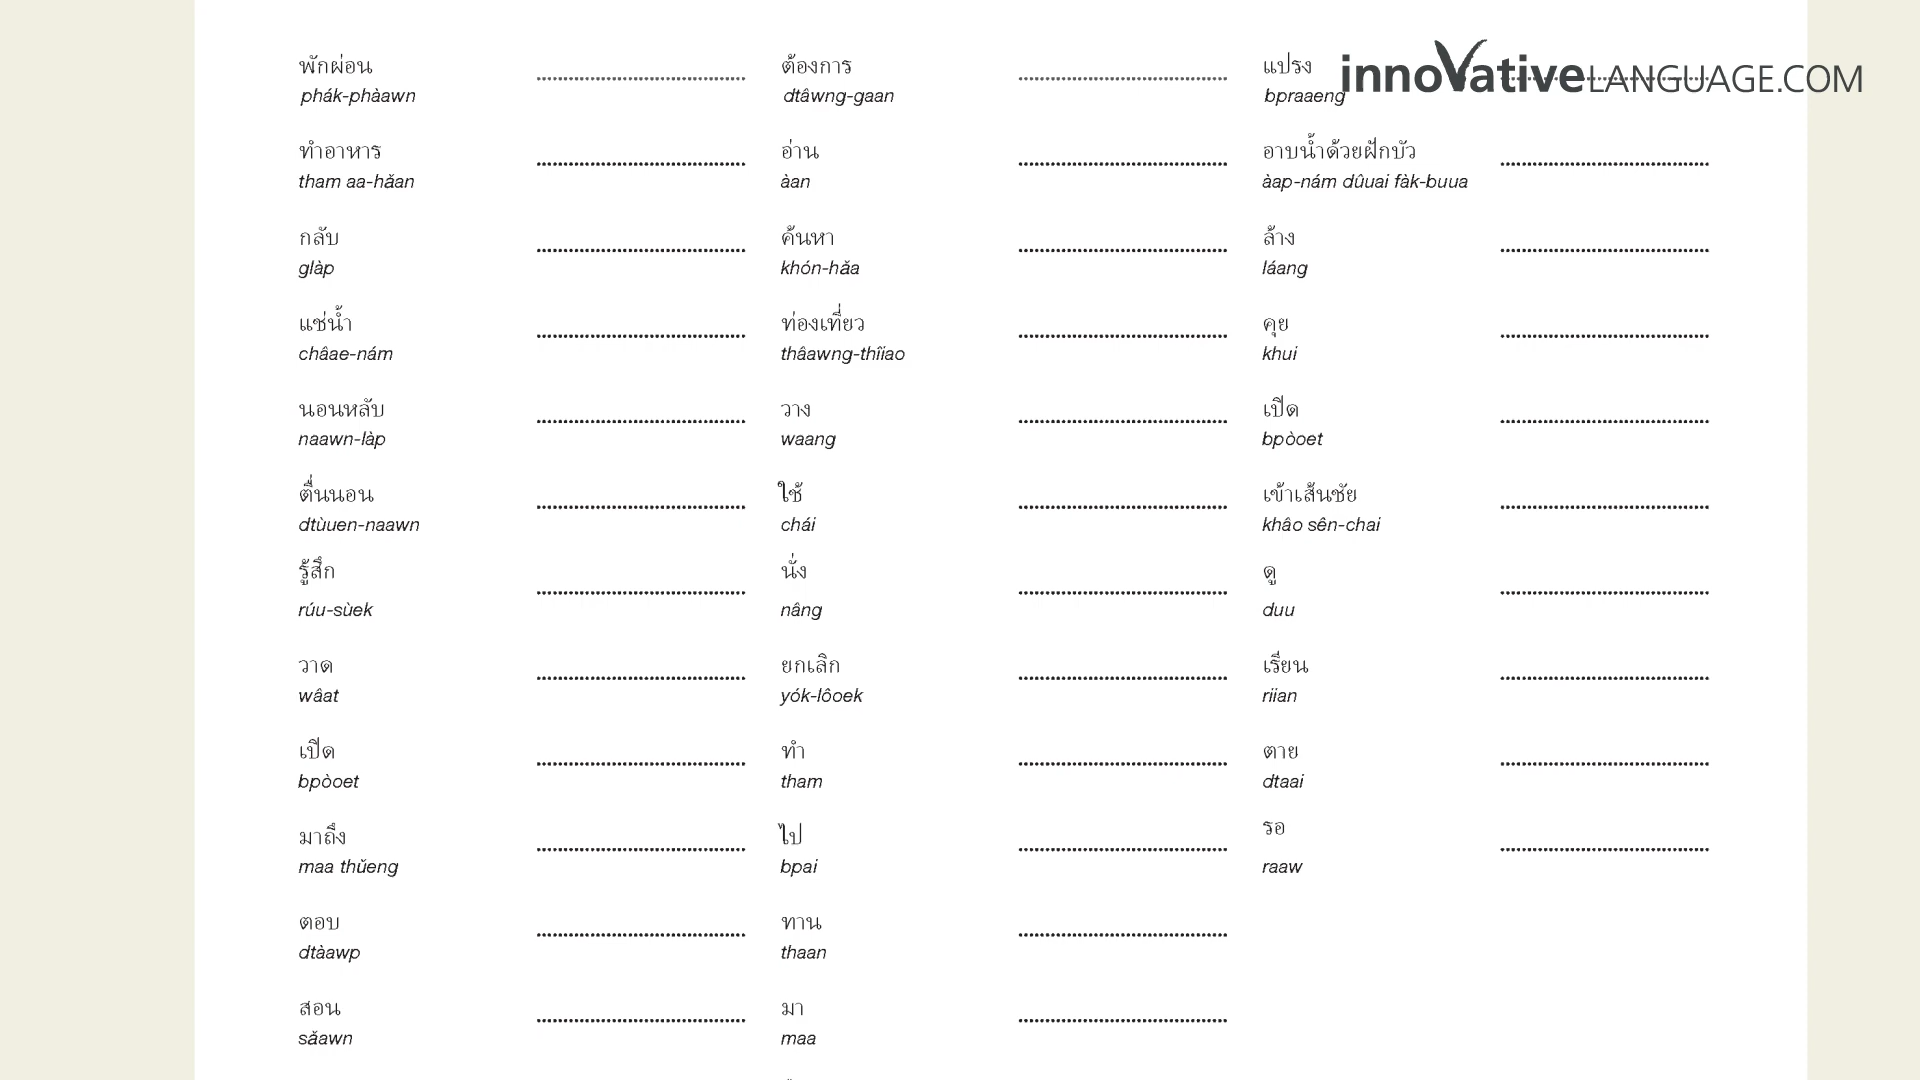 innovativeLANGUAGE.COM
พักผ่อน
phák-phàawn
ทำอาหาร
tham aa-hǎan
กลับ
glàp
แช่น้ำ
châae-nám
นอนหลับ
naawn-làp
ตื่นนอน
dtùuen-naawn
รู้สึก
rúu-sùek
วาด
wâat
เปิด
bpòoet
มาถึง
maa thǔeng
ตอบ
dtàawp
สอน
sǎawn
ต้องการ
dtâwng-gaan
อ่าน
àan
ค้นหา
khón-hǎa
ท่องเที่ยว
thâawng-thîiao
วาง
waang
ใช้
chái
นั่ง
nâng
ยกเลิก
yók-lôoek
ทำ
tham
ไป
bpai
ทาน
thaan
มา
maa
แปรง
bpraaeng
อาบน้ำด้วยฝักบัว
àap-nám dûuai fàk-buua
ล้าง
láang
คุย
khui
เปิด
bpòoet
เข้าเส้นชัย
khâo sên-chai
ดู
duu
เรียน
riian
ตาย
dtaai
รอ
raaw